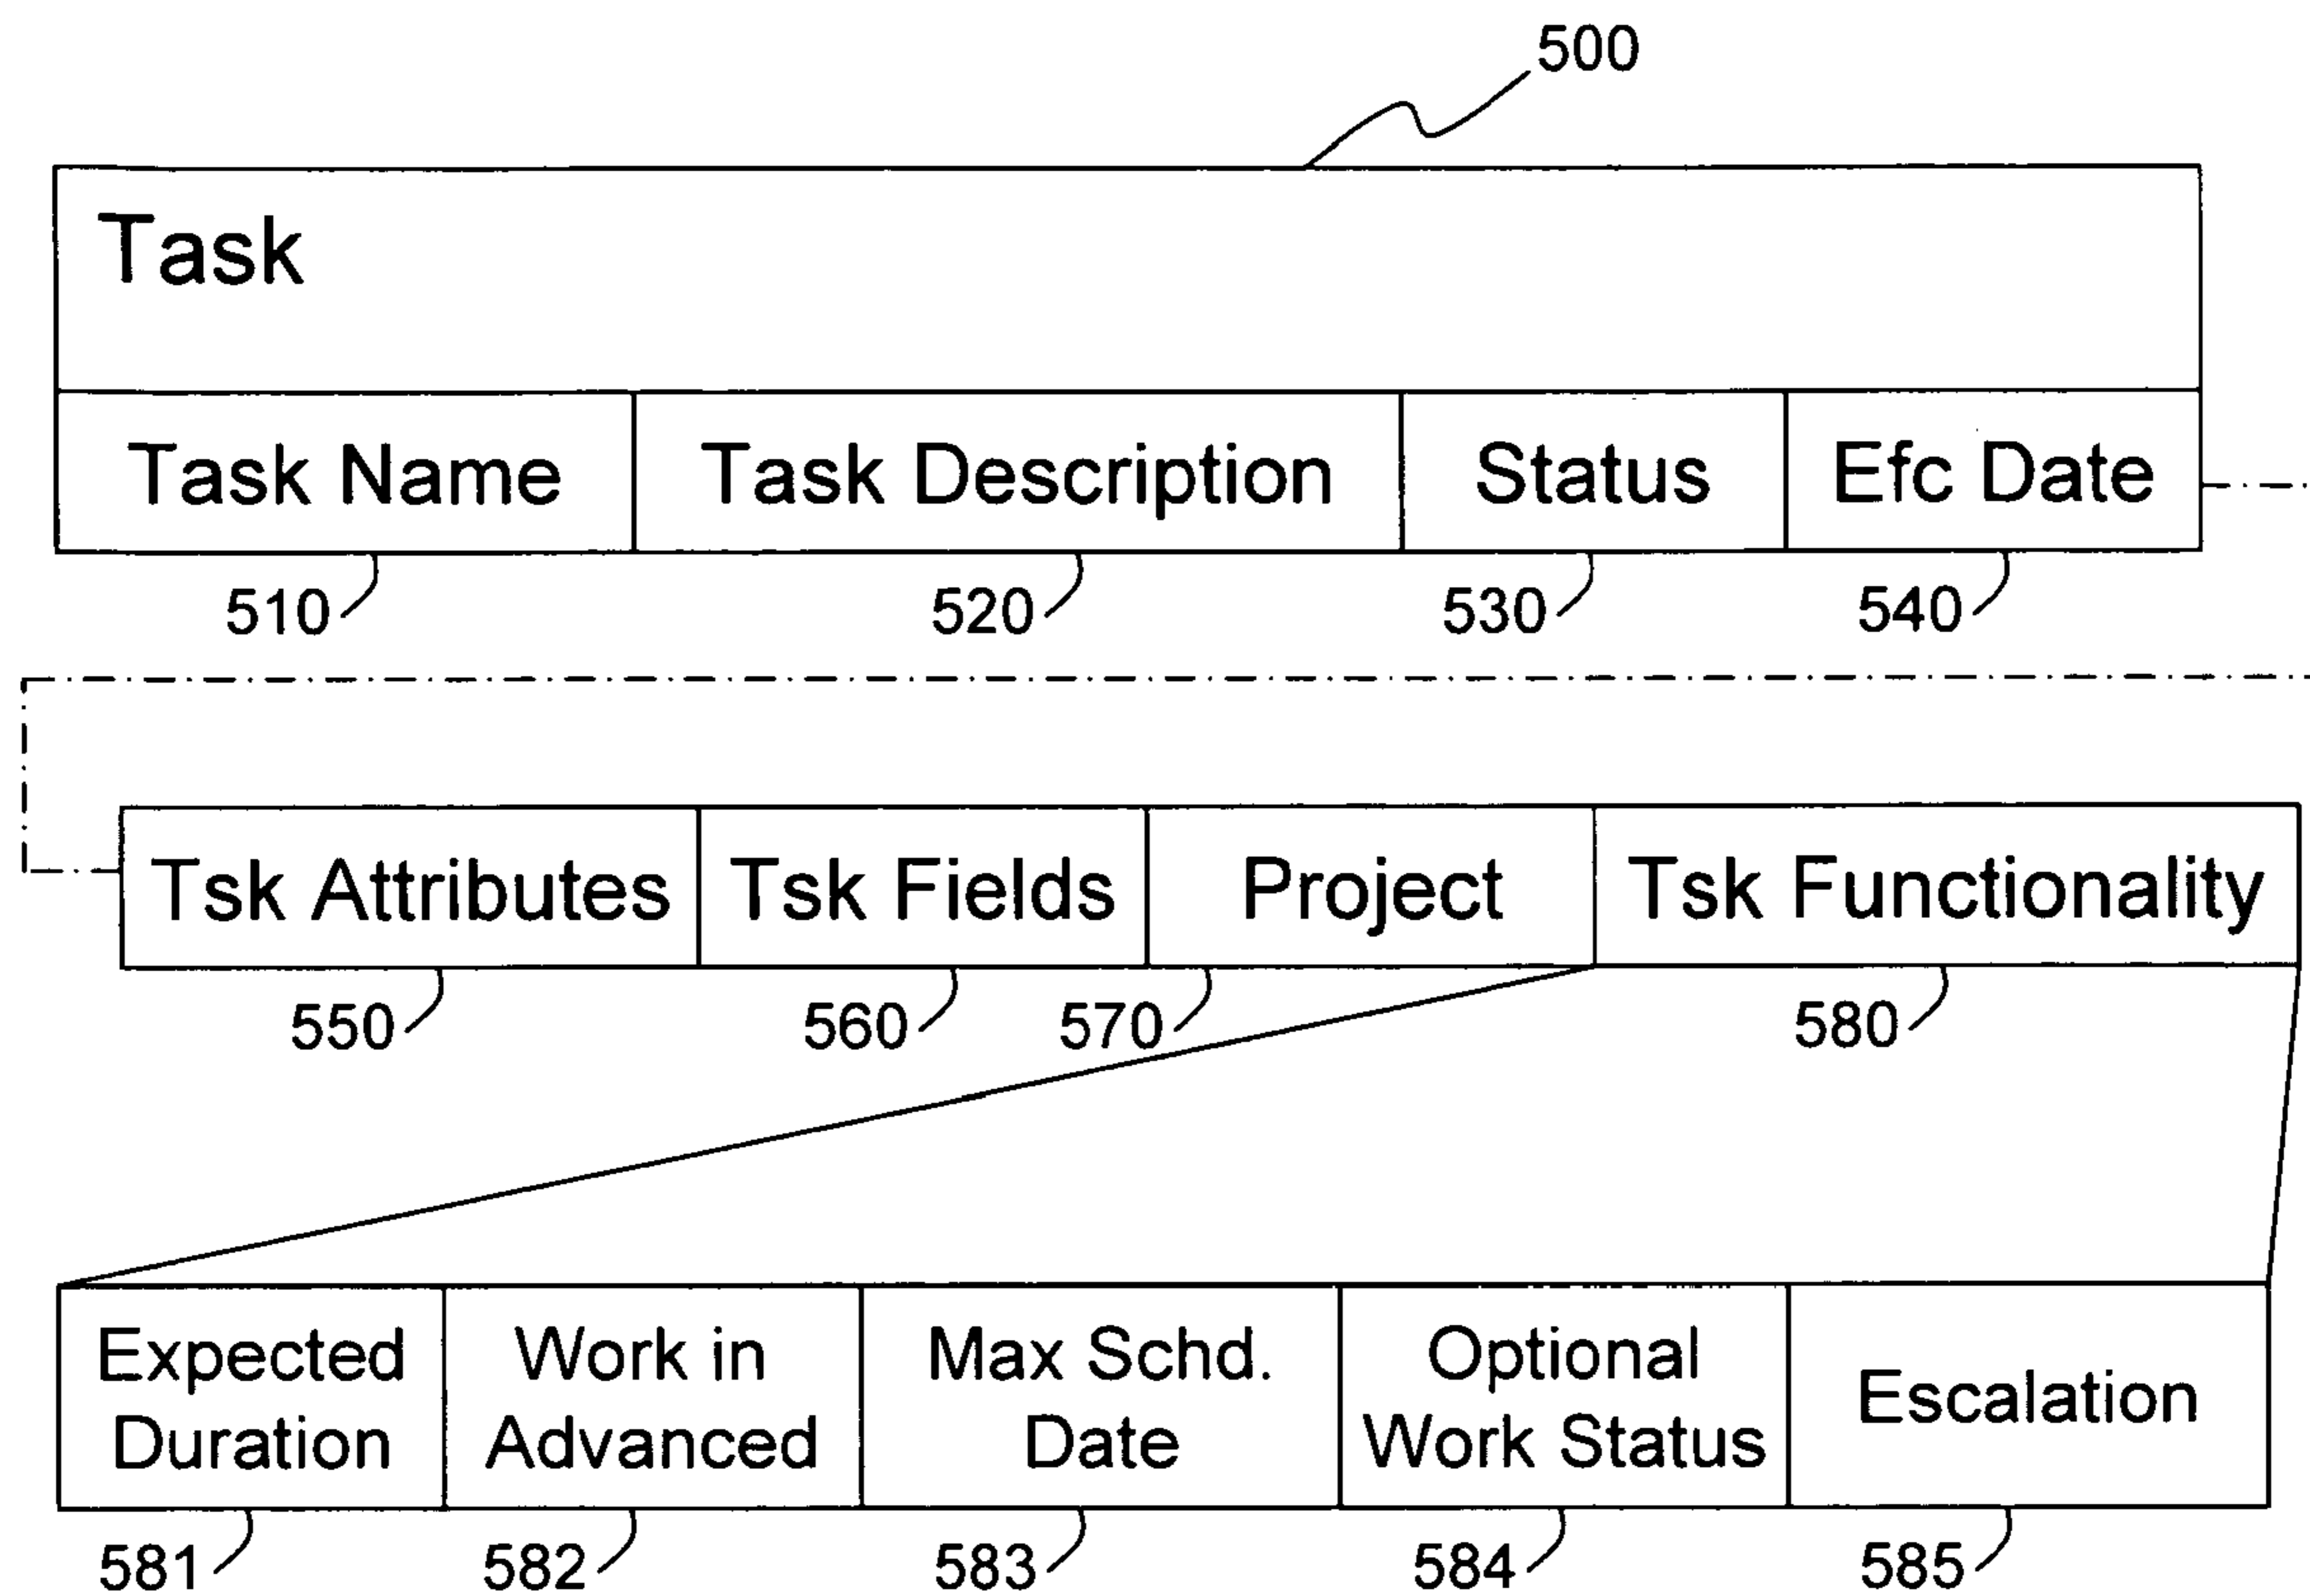 500
Task
Task Name Task Description Status Efc Date
510 520 530 540
Tsk Attributes Tsk Fields Project Tsk Functionality
550 560 570 580
Expected Work in Max Schd. Optional Escalation
Duration Advanced Date Work Status
581 582 583 584 585